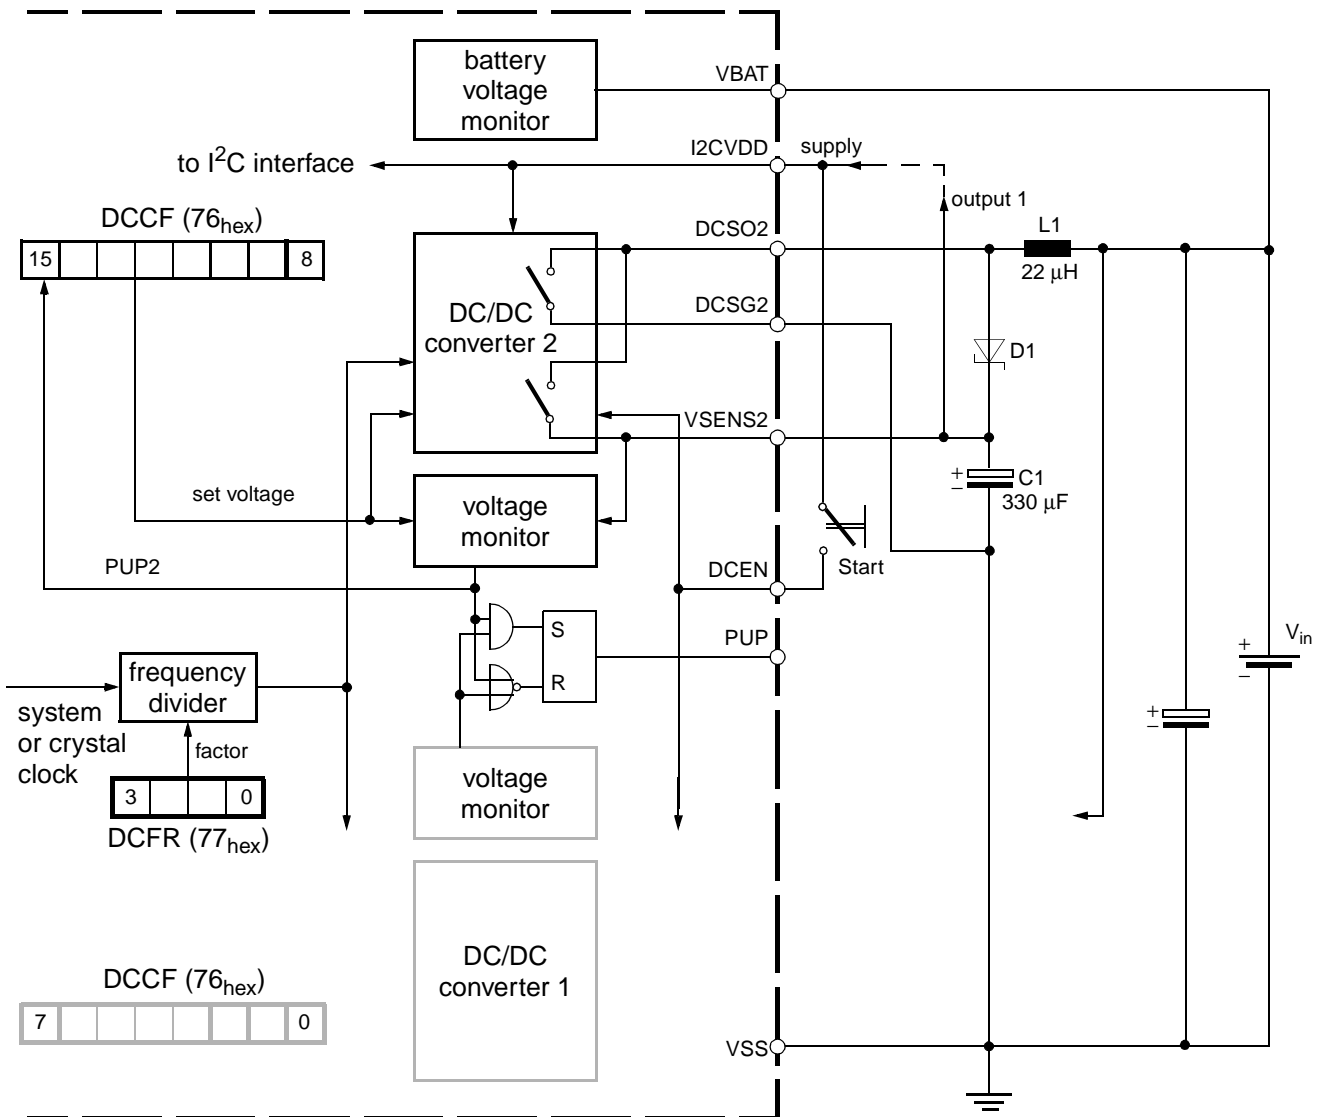 battery
voltage
monitor
VBAT
to I²C interface
I2CVDD
supply
output 1
DCCF (76hex)
15
8
DCSO2
L1
22 µH
DC/DC
converter 2
DCSG2
D1
VSENS2
+
−
C1
330 µF
set voltage
voltage
monitor
Start
PUP2
DCEN
S
PUP
R
Vin
+
−
frequency
divider
+
−
system
or crystal
clock
factor
voltage
monitor
3
0
DCFR (77hex)
DC/DC
converter 1
DCCF (76hex)
7
0
VSS